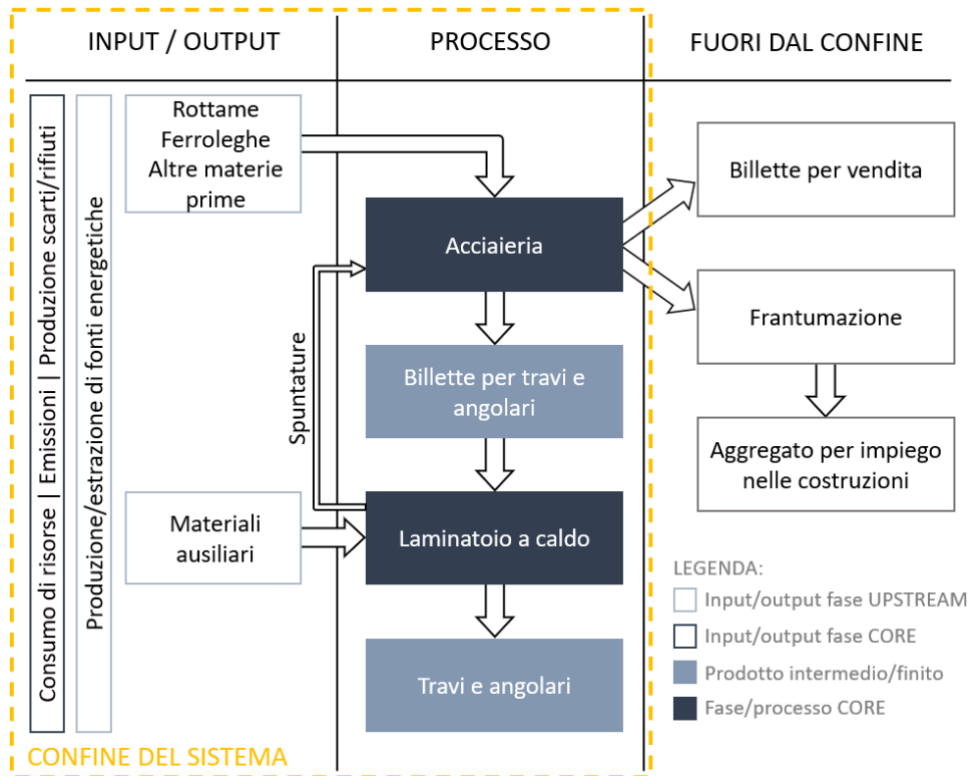 INPUT / OUTPUT
PROCESSO
FUORI DAL CONFINE
Consumo di risorse | Emissioni | Produzione scarti/rifiuti
Produzione/estrazione di fonti energetiche
Rottame
Ferroleghe
Altre materie
prime
Acciaieria
Billette per vendita
Frantumazione
Spuntature
Billette per travi e
angolari
Aggregato per impiego
nelle costruzioni
Materiali
ausiliari
Laminatoio a caldo
Travi e angolari
LEGENDA:
Input/output fase UPSTREAM
Input/output fase CORE
Prodotto intermedio/finito
Fase/processo CORE
CONFINE DEL SISTEMA